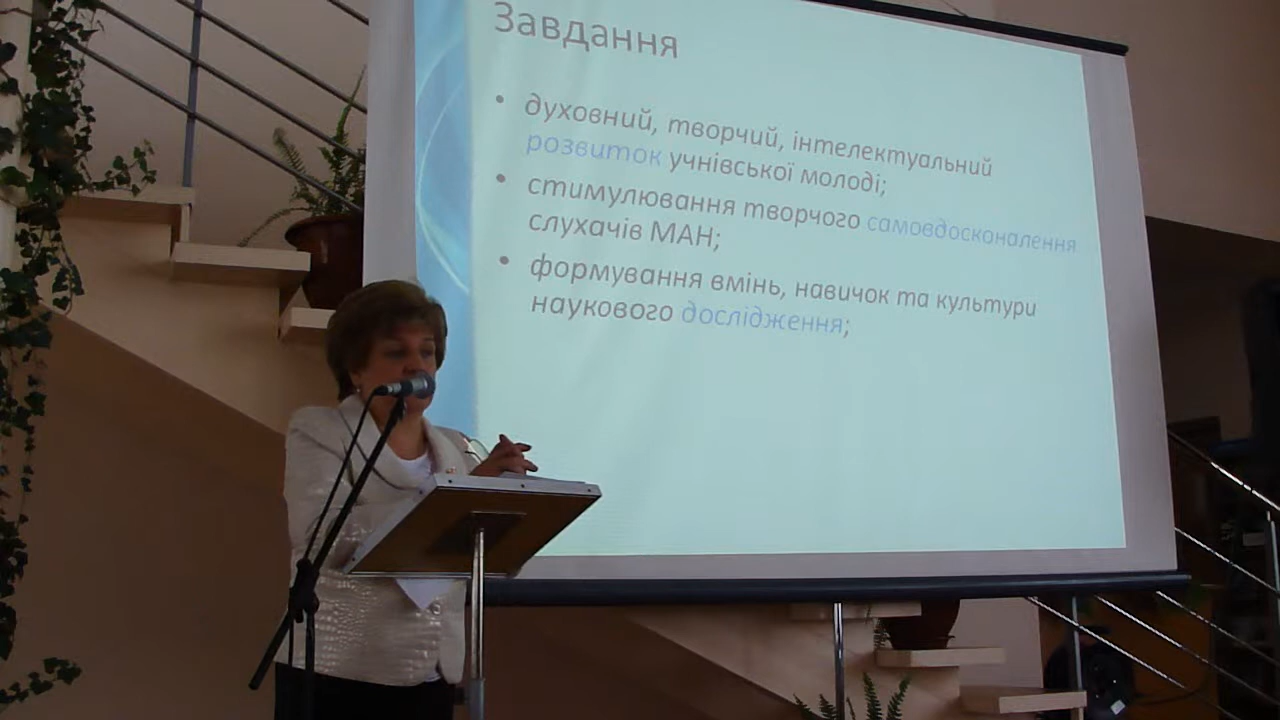 Завдання
• духовний, творчий, інтелектуальний
розвиток учнівської молоді;
• стимулювання творчого самовдосконалення
слухачів МАН;
• формування вмінь, навичок та культури
наукового дослідження;